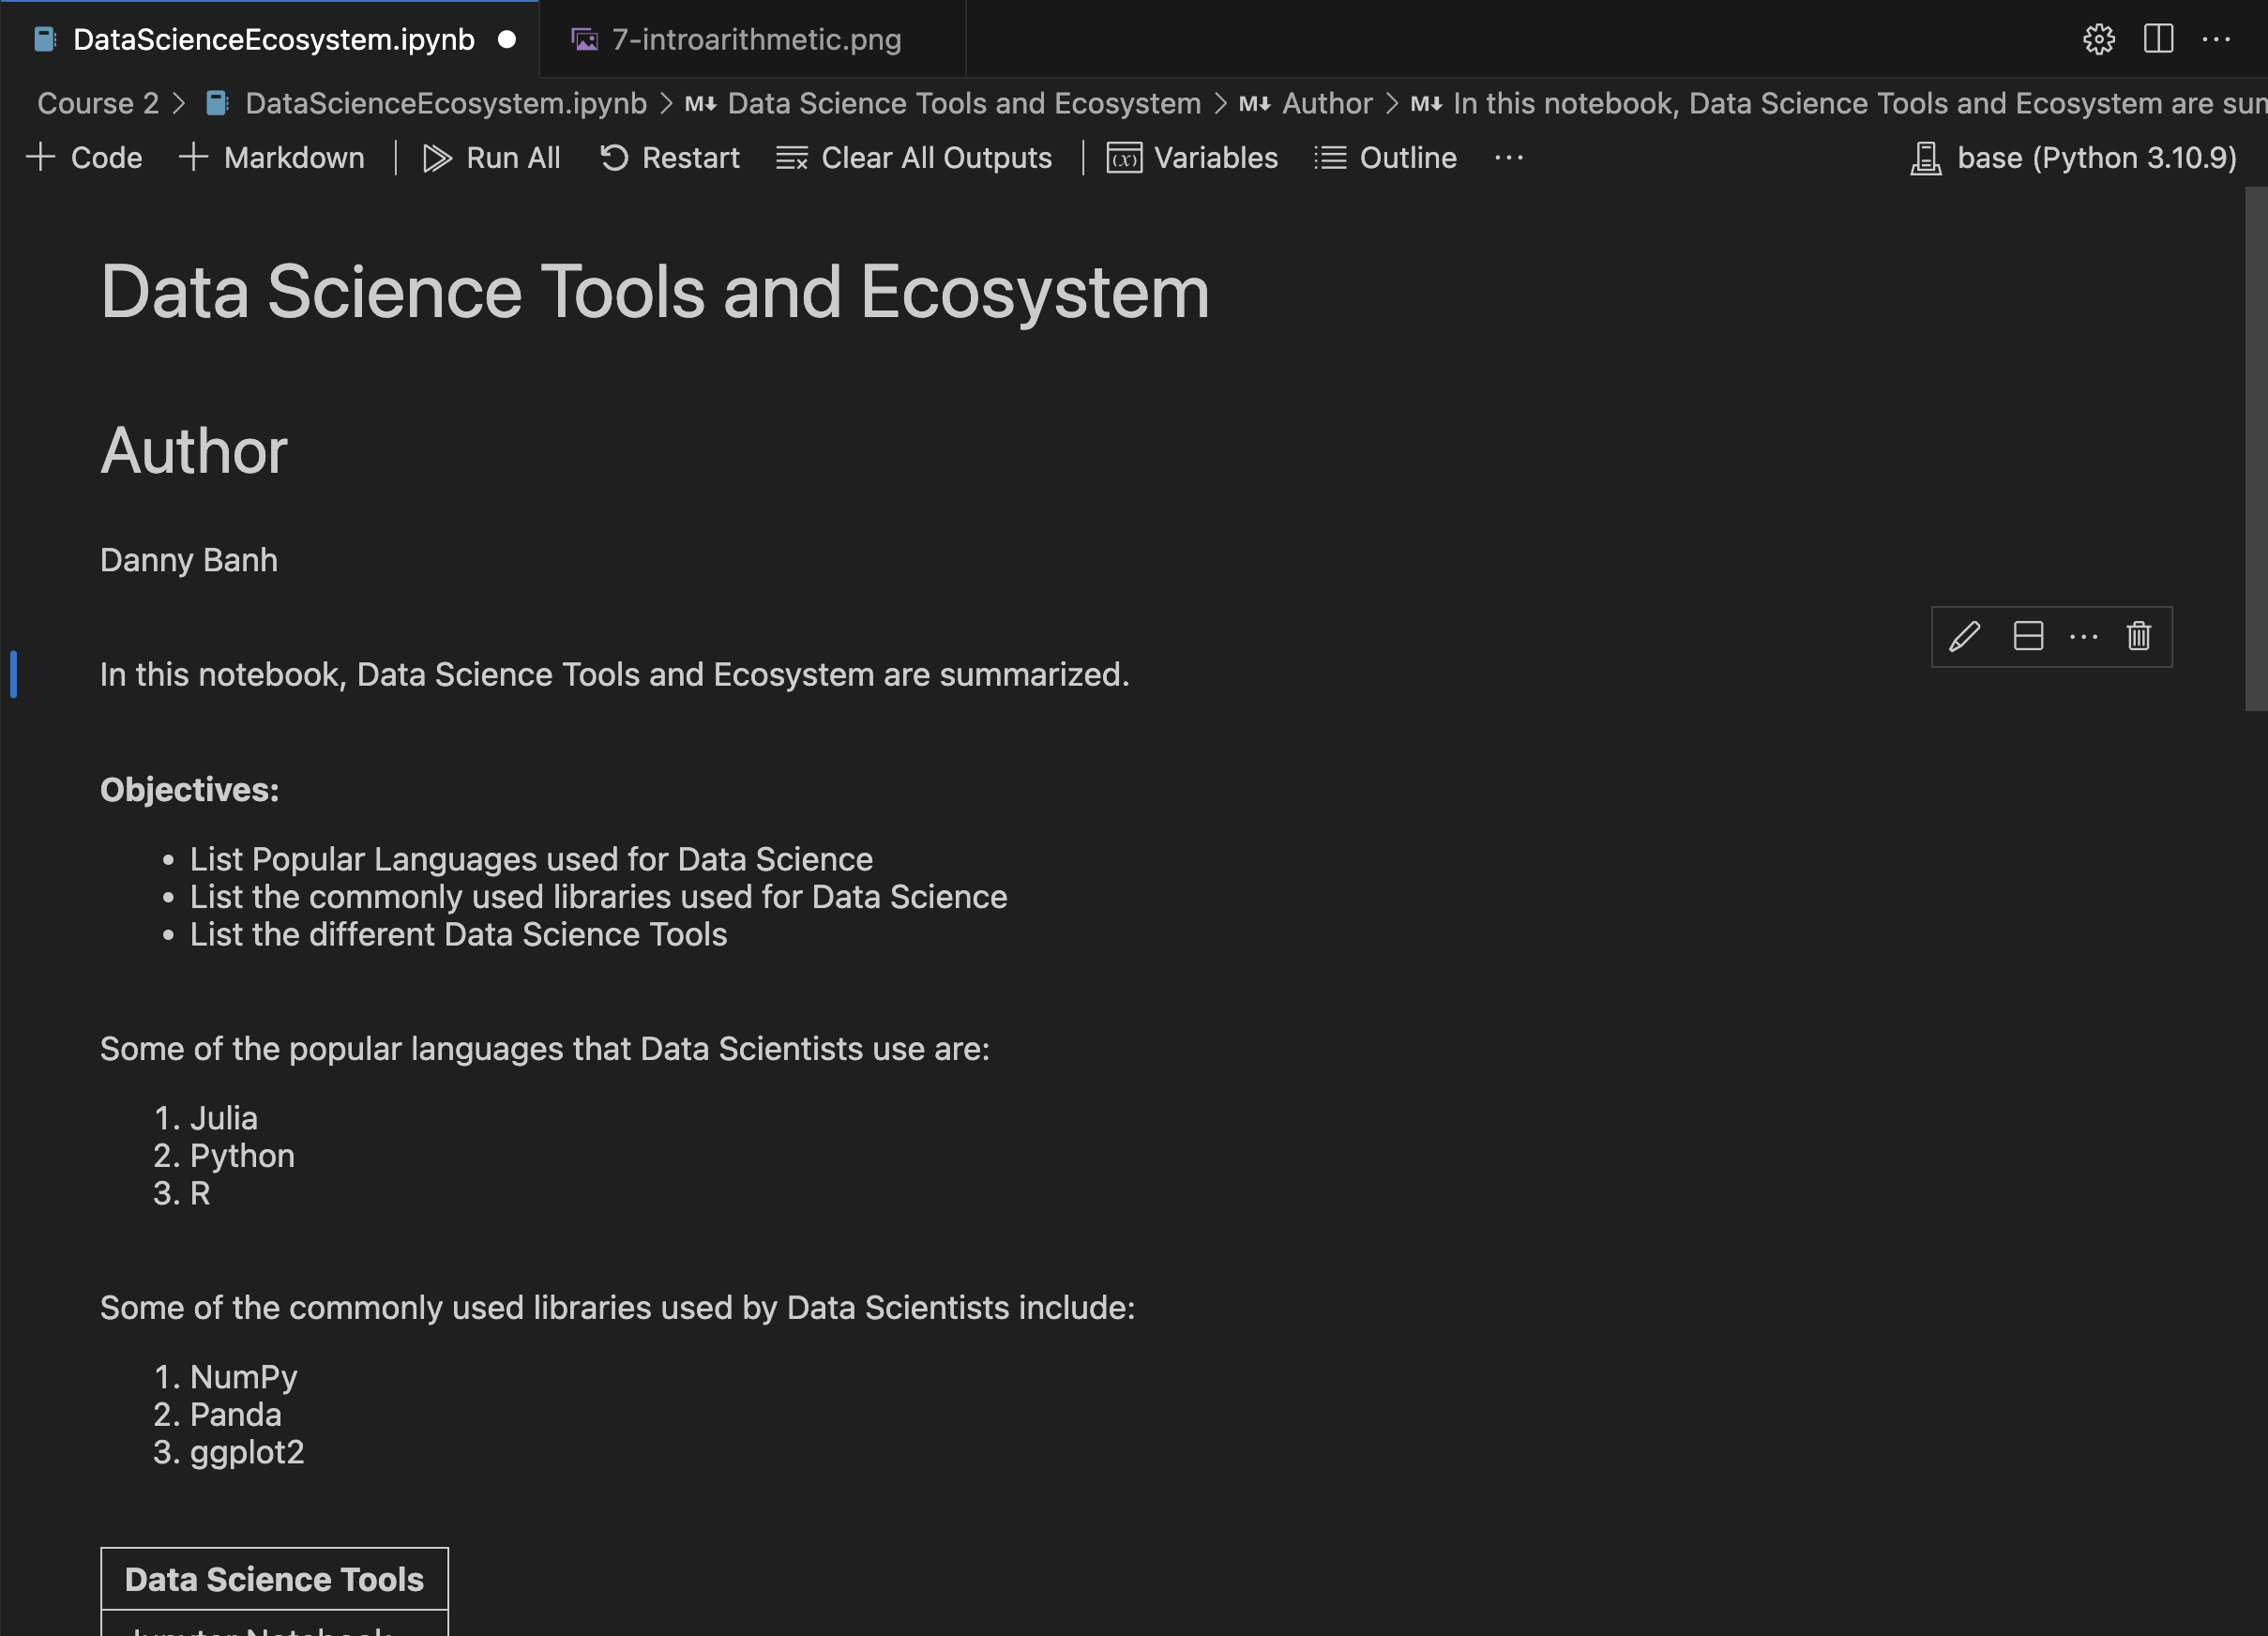 DataScienceEcosystem.ipynb
7-introarithmetic.png
Course 2 > DataScienceEcosystem.ipynb > M Data Science Tools and Ecosystem > M Author > M In this notebook, Data Science Tools and Ecosystem are
Code Markdown Run All Restart Clear All Outputs (x) Variables Outline ... base (Python 3.10.9)
Data Science Tools and Ecosystem
Author
Danny Banh
In this notebook, Data Science Tools and Ecosystem are summarized.
Objectives:
• List Popular Languages used for Data Science
• List the commonly used libraries used for Data Science
• List the different Data Science Tools
Some of the popular languages that Data Scientists use are:
1. Julia
2. Python
3. R
Some of the commonly used libraries used by Data Scientists include:
1. NumPy
2. Panda
3. ggplot2
Data Science Tools